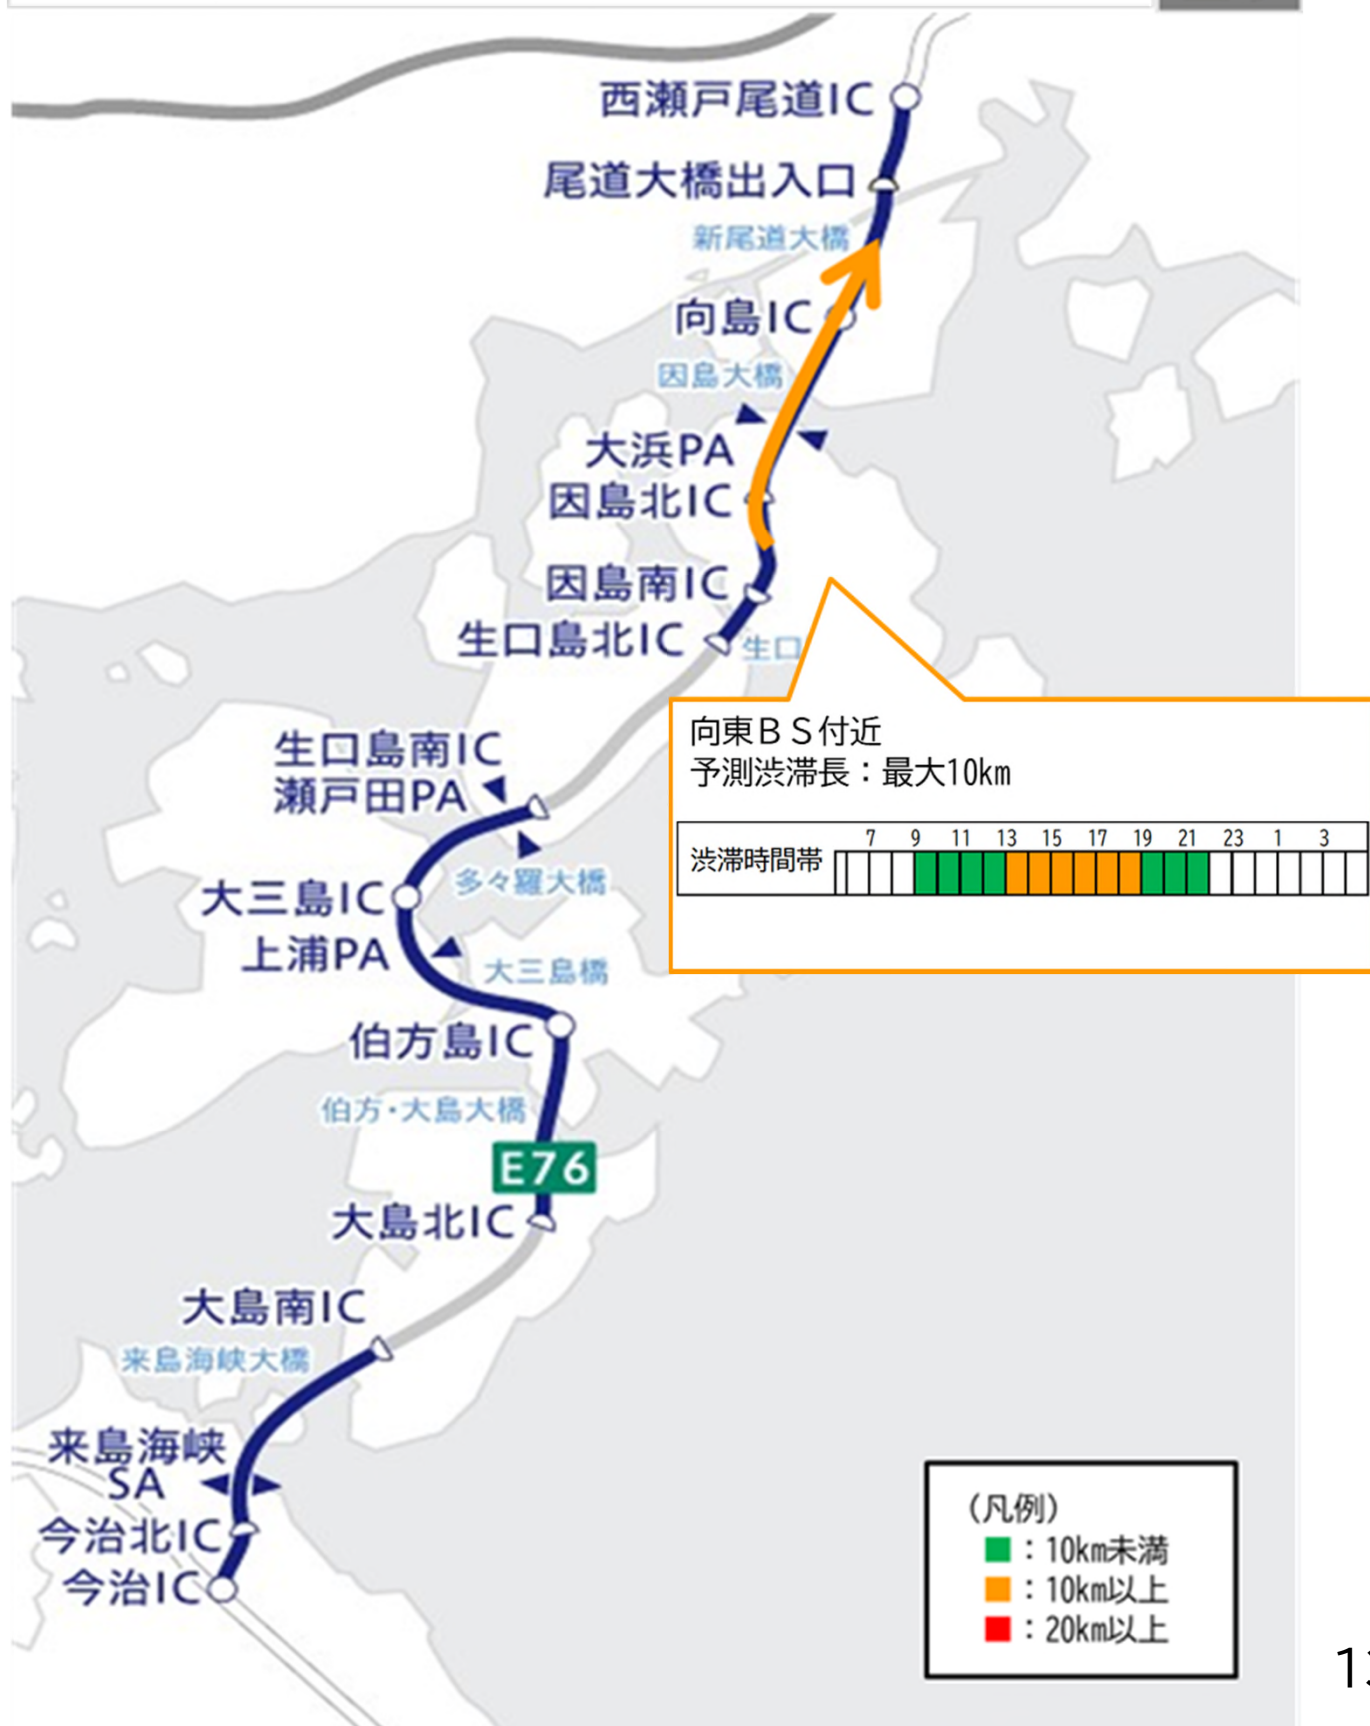 西瀬戸尾道IC
尾道大橋出入口
新尾道大橋
向島IC
因島大橋
大浜PA
因島北IC
因島南IC
生口島北IC
生口
向東ＢＳ付近
予測渋滞長：最大10km
7 9 11 13 15 17 19 21 23 1 3
渋滞時間帯
生口島南IC
瀬戸田PA
多々羅大橋
大三島IC
上浦PA
大三島橋
伯方島IC
伯方・大島大橋
E76
大島北IC
大島南IC
来島海峡大橋
来島海峡
SA
今治北IC
今治IC
（凡例）
：10km未満
：10km以上
：20km以上